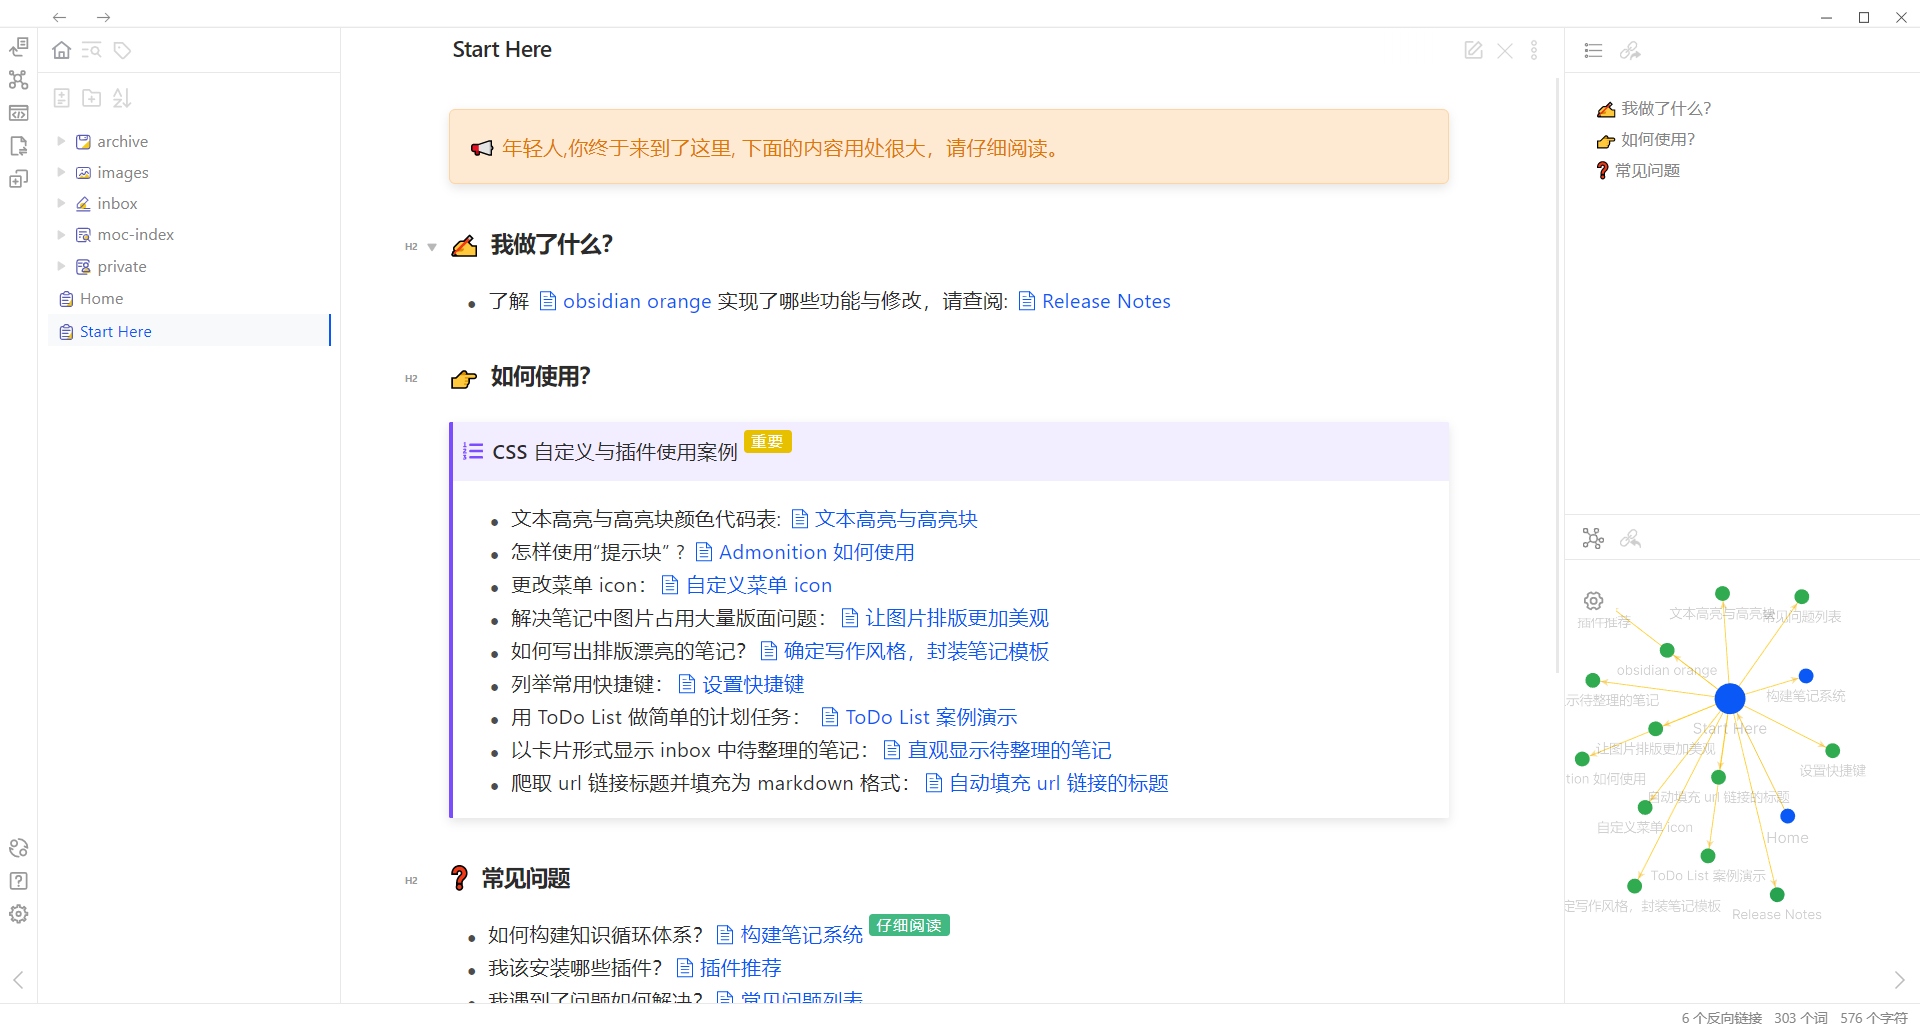 Start Here
archive
images
inbox
moc-index
private
Home
Start Here
年轻人,你终于来到了这里, 下面的内容用处很大，请仔细阅读。
H2 我做了什么？
了解 obsidian orange 实现了哪些功能与修改，请查阅: Release Notes
H2 如何使用？
CSS 自定义与插件使用案例 重要
文本高亮与高亮块颜色代码表: 文本高亮与高亮块
怎样使用“提示块”？ Admonition 如何使用
更改菜单 icon： 自定义菜单 icon
解决笔记中图片占用大量版面问题： 让图片排版更加美观
如何写出排版漂亮的笔记？ 确定写作风格，封装笔记模板
列举常用快捷键： 设置快捷键
用 ToDo List 做简单的计划任务： ToDo List 案例演示
以卡片形式显示 inbox 中待整理的笔记： 直观显示待整理的笔记
爬取 url 链接标题并填充为 markdown 格式： 自动填充 url 链接的标题
H2 常见问题
如何构建知识循环体系？ 构建笔记系统 仔细阅读
我该安装哪些插件？ 插件推荐
我遇到了问题如何解决？ 常见问题列表
我做了什么？
如何使用？
常见问题
插件推荐
文本高亮与高亮块
常见问题列表
obsidian orange
示待整理的笔记
构建笔记系统
Start Here
让图片排版更加美观
tion 如何使用
设置快捷键
自动填充 url 链接的标题
自定义菜单 icon
Home
ToDo List 案例演示
定写作风格，封装笔记模板
Release Notes
6 个反向链接 303 个词 576 个字符